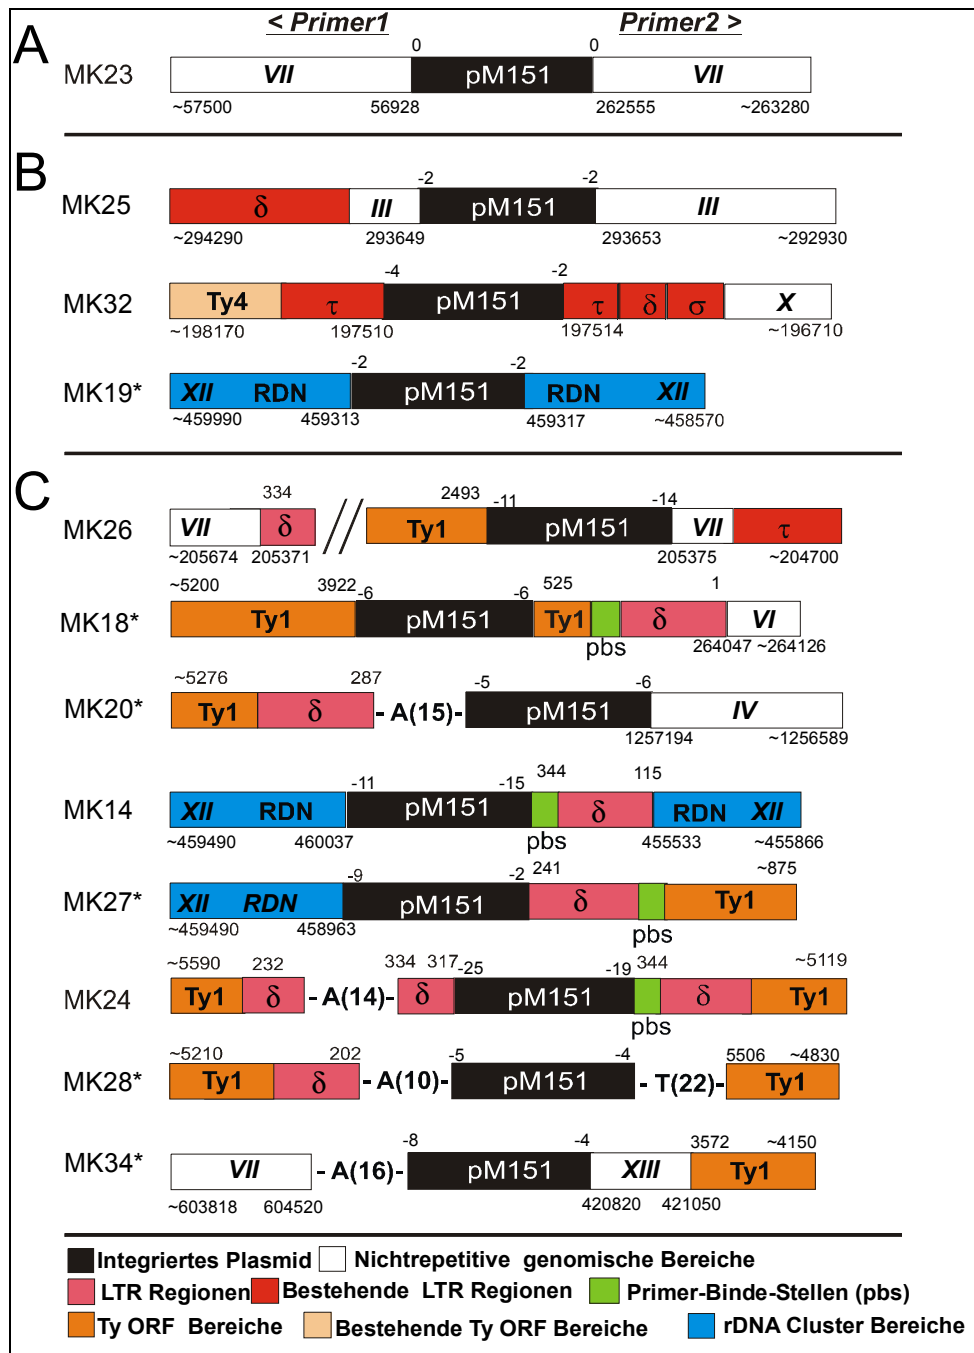 < Primer1 Primer2 >
A
0 0
MK23 VII pM151 VII
~57500 56928 262555 ~263280
B
-2 -2
MK25 δ III pM151 III
~294290 293649 293653 ~292930
-4 -2
MK32 Ty4 τ pM151 τ δ σ X
~198170 197510 197514 ~196710
-2 -2
MK19* XII RDN pM151 RDN XII
~459990 459313 459317 ~458570
C
334 2493 -11 -14
MK26 VII δ // Ty1 pM151 VII τ
~205674 205371 205375 ~204700
~5200 3922 -6 -6 525 1
MK18* Ty1 pM151 Ty1 δ VI
pbs 264047 ~264126
~5276 287 -5 -6
MK20* Ty1 δ - A(15)- pM151 IV
1257194 ~1256589
-11 -15 344 115
MK14 XII RDN pM151 δ RDN XII
~459490 460037 pbs 455533 ~455866
-9 -2 241 ~875
MK27* XII RDN pM151 δ Ty1
~459490 458963 pbs
~5590 232 334 317 -25 -19 344 ~5119
MK24 Ty1 δ - A(14)- δ pM151 δ Ty1
pbs
~5210 202 -5 -4 5506 ~4830
MK28* Ty1 δ - A(10)- pM151 - T(22)- Ty1
-8 -4 3572 ~4150
MK34* VII - A(16)- pM151 XIII Ty1
~603818 604520 420820 421050
Integriertes Plasmid Nichtrepetitive genomische Bereiche
LTR Regionen Bestehende LTR Regionen Primer-Binde-Stellen (pbs)
Ty ORF Bereiche Bestehende Ty ORF Bereiche rDNA Cluster Bereiche